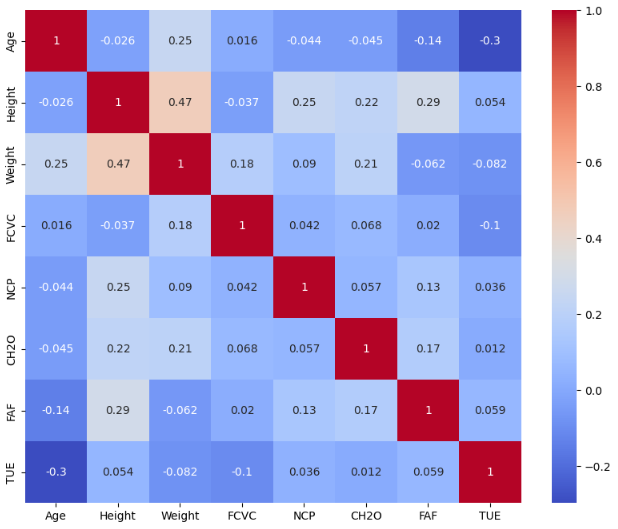 Age 1 -0.026 0.25 0.016 -0.044 -0.045 -0.14 -0.3
Height -0.026 1 0.47 -0.037 0.25 0.22 0.29 0.054
Weight 0.25 0.47 1 0.18 0.09 0.21 -0.062 -0.082
FCVC 0.016 -0.037 0.18 1 0.042 0.068 0.02 -0.1
NCP -0.044 0.25 0.09 0.042 1 0.057 0.13 0.036
CH2O -0.045 0.22 0.21 0.068 0.057 1 0.17 0.012
FAF -0.14 0.29 -0.062 0.02 0.13 0.17 1 0.059
TUE -0.3 0.054 -0.082 -0.1 0.036 0.012 0.059 1
Age Height Weight FCVC NCP CH2O FAF TUE
1.0
0.8
0.6
0.4
0.2
0.0
−0.2